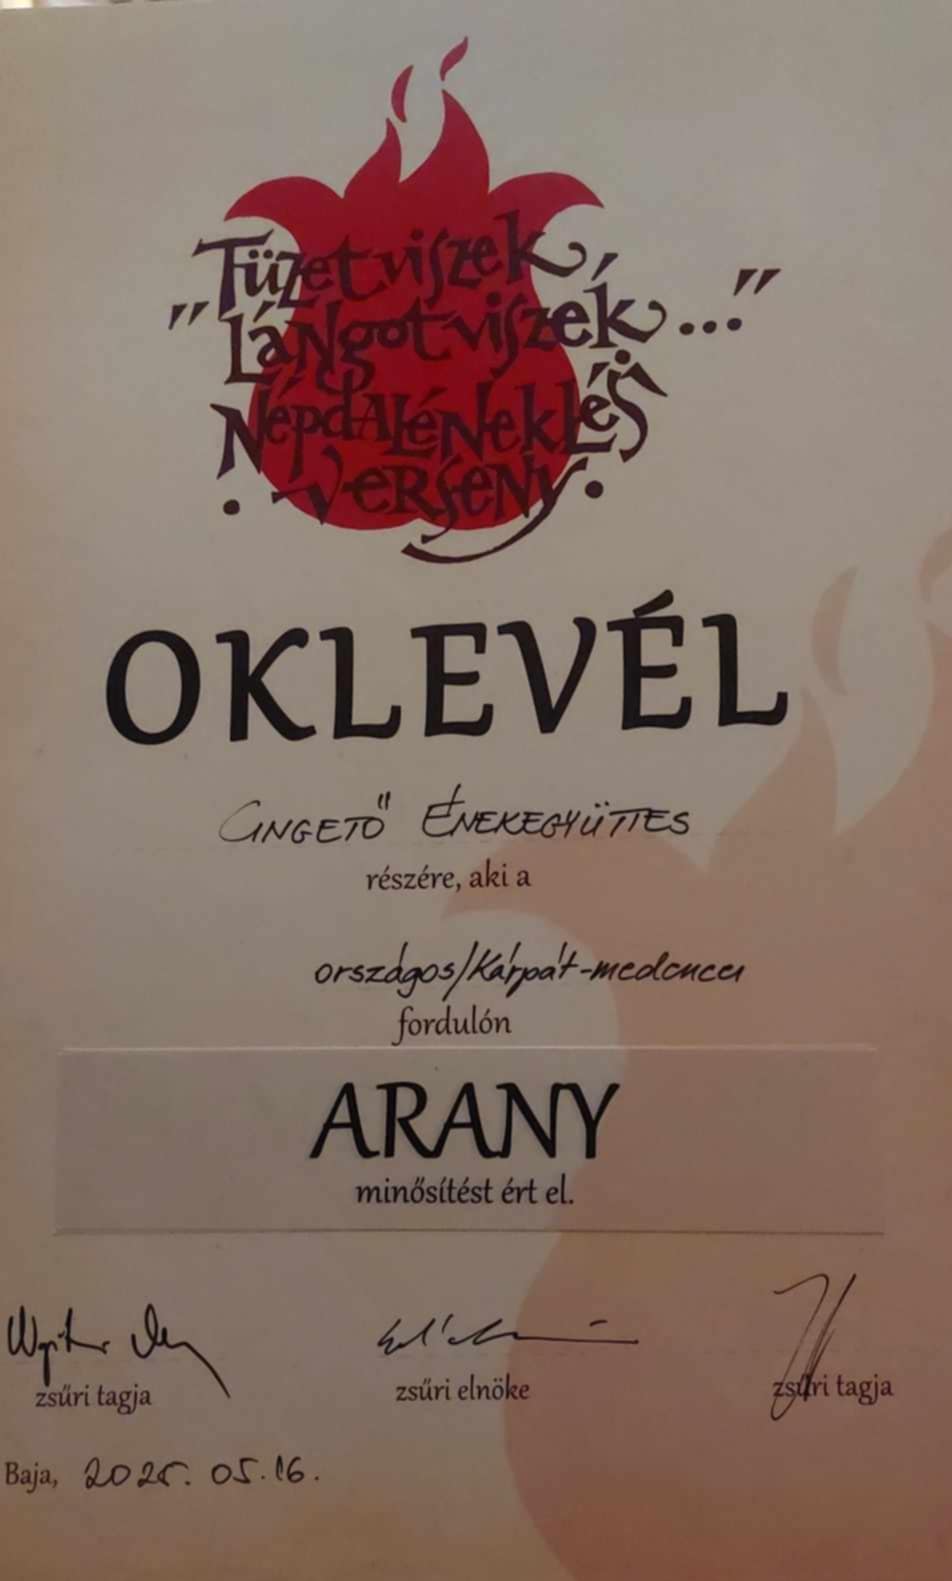 Tüzet viszek,
"Lángot viszek..."
Népdaléneklési
Verseny
OKLEVÉL
GINGETŐ ÉNEKEGYÜTTES
részére, aki a
országos/Kárpát-medencei
fordulón
ARANY
minősítést ért el.
zsűri tagja
zsűri elnöke
zsűri tagja
Baja, 2025. 05. 16.